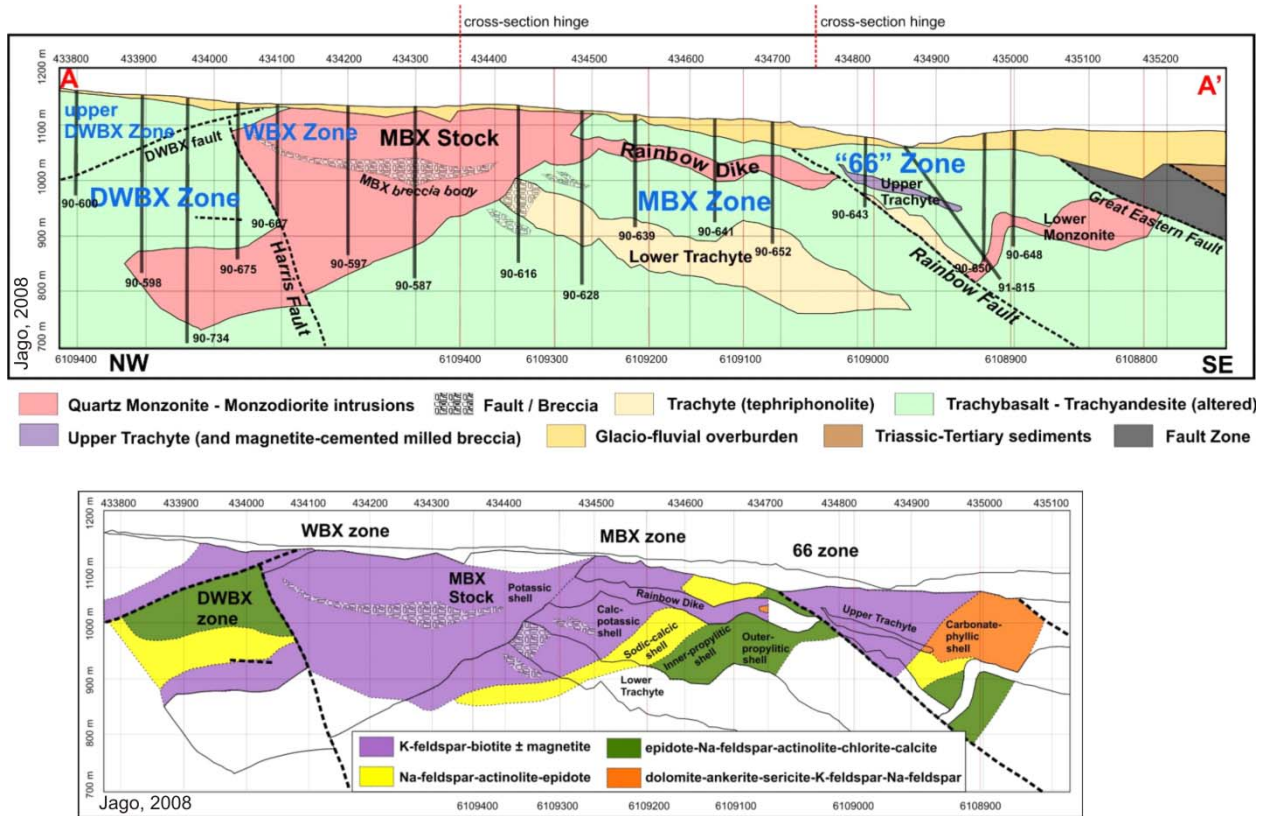 cross-section hinge cross-section hinge
433800 433900 434000 434100 434200 434300 434400 434500 434600 434700 434800 434900 435000 435100 435200
1200 m
A
A'
upper
DWBX Zone
DWBX fault
WBX Zone
MBX Stock
1100 m
Rainbow Dike
"66" Zone
MBX breccia body
1000 m
DWBX Zone
MBX Zone
Upper
Trachyte
90-600
90-667
90-643
Great Eastern Fault
Lower
Monzonite
900 m
90-639
90-641
90-652
90-648
90-675
90-597
Lower Trachyte
90-598
90-587
90-616
90-850
91-815
Harris Fault
90-628
800 m
Rainbow Fault
90-734
700 m
Jago, 2008
6109400 6109400 6109300 6109200 6109100 6109000 6108900 6108800
NW
SE
Quartz Monzonite - Monzodiorite intrusions Fault / Breccia Trachyte (tephriphonolite) Trachybasalt - Trachyandesite (altered)
Upper Trachyte (and magnetite-cemented milled breccia) Glacio-fluvial overburden Triassic-Tertiary sediments Fault Zone
433800 433900 434000 434100 434200 434300 434400 434500 434600 434700 434800 434900 435000 435100
1200 m
WBX zone
MBX zone
66 zone
1100 m
DWBX
zone
MBX
Stock
Potassic
shell
Rainbow Dike
Upper Trachyte
1000 m
Calc-
potassic
shell
Sodic-calcic
shell
Inner-propylitic
shell
Outer-
propylitic
shell
Carbonate-
phyllic
shell
Lower
Trachyte
900 m
800 m
700 m
K-feldspar-biotite ± magnetite epidote-Na-feldspar-actinolite-chlorite-calcite
Na-feldspar-actinolite-epidote dolomite-ankerite-sericite-K-feldspar-Na-feldspar
Jago, 2008
6109400 6109300 6109200 6109100 6109000 6108900